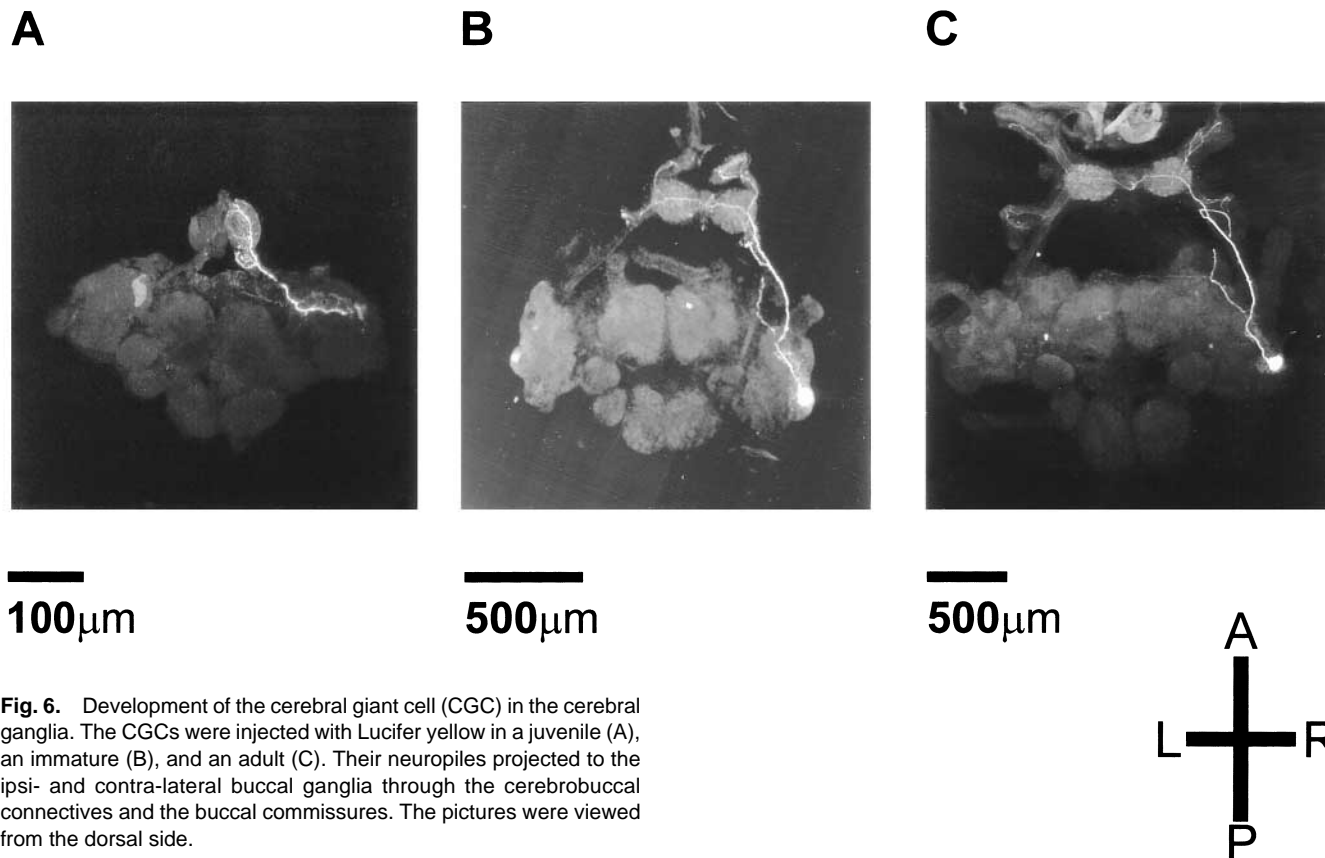 A
B
C
100μm
500μm
500μm
A
L R
P
Fig. 6. Development of the cerebral giant cell (CGC) in the cerebral
ganglia. The CGCs were injected with Lucifer yellow in a juvenile (A),
an immature (B), and an adult (C). Their neuropiles projected to the
ipsi- and contra-lateral buccal ganglia through the cerebrobuccal
connectives and the buccal commissures. The pictures were viewed
from the dorsal side.